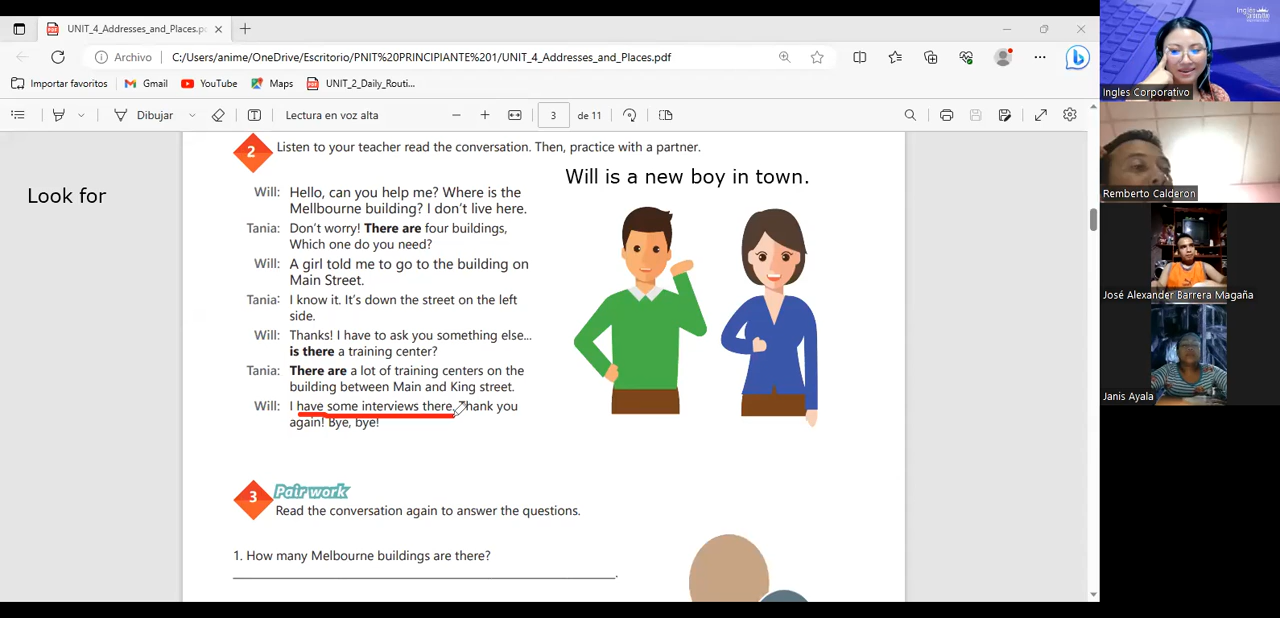 UNIT_4_Addresses_and_Places.pc
Archivo
C:/Users/anime/OneDrive/Escritorio/PNIT%20PRINCIPIANTE%201/UNIT_4_Addresses_and_Places.pdf
Importar favoritos
Gmail
YouTube
Maps
UNIT_2_Daily_Routi...
Dibujar
Lectura en voz alta
3
de 11
2
Listen to your teacher read the conversation. Then, practice with a partner.
Look for
Will is a new boy in town.
Will: Hello, can you help me? Where is the
Mellbourne building? I don't live here.
Tania: Don't worry! There are four buildings,
Which one do you need?
Will: A girl told me to go to the building on
Main Street.
Tania: I know it. It's down the street on the left
side.
Will: Thanks! I have to ask you something else...
is there a training center?
Tania: There are a lot of training centers on the
building between Main and King street.
Will: I have some interviews there, Thank you
again! Bye, bye!
3
Pair work
Read the conversation again to answer the questions.
1. How many Melbourne buildings are there?
Ingles Corporativo
Remberto Calderon
José Alexander Barrera Magaña
Janis Ayala